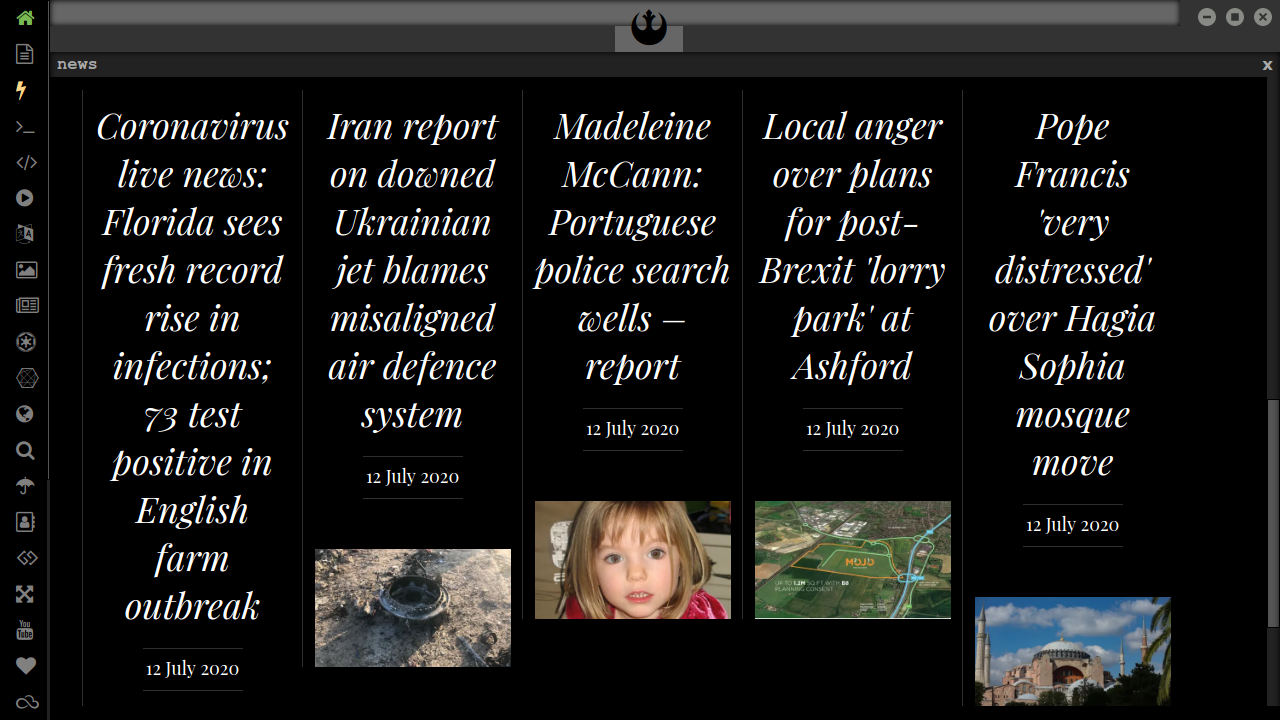 news
x
Coronavirus
live news:
Florida sees
fresh record
rise in
infections;
73 test
positive in
English
farm
outbreak
12 July 2020
Iran report
on downed
Ukrainian
jet blames
misaligned
air defence
system
12 July 2020
Madeleine
McCann:
Portuguese
police search
wells –
report
12 July 2020
Local anger
over plans
for post-
Brexit 'lorry
park' at
Ashford
12 July 2020
MOJO
UP TO 1.2M SQ FT WITH B8
PLANNING CONSENT
Pope
Francis
'very
distressed'
over Hagia
Sophia
mosque
move
12 July 2020
You
Tube